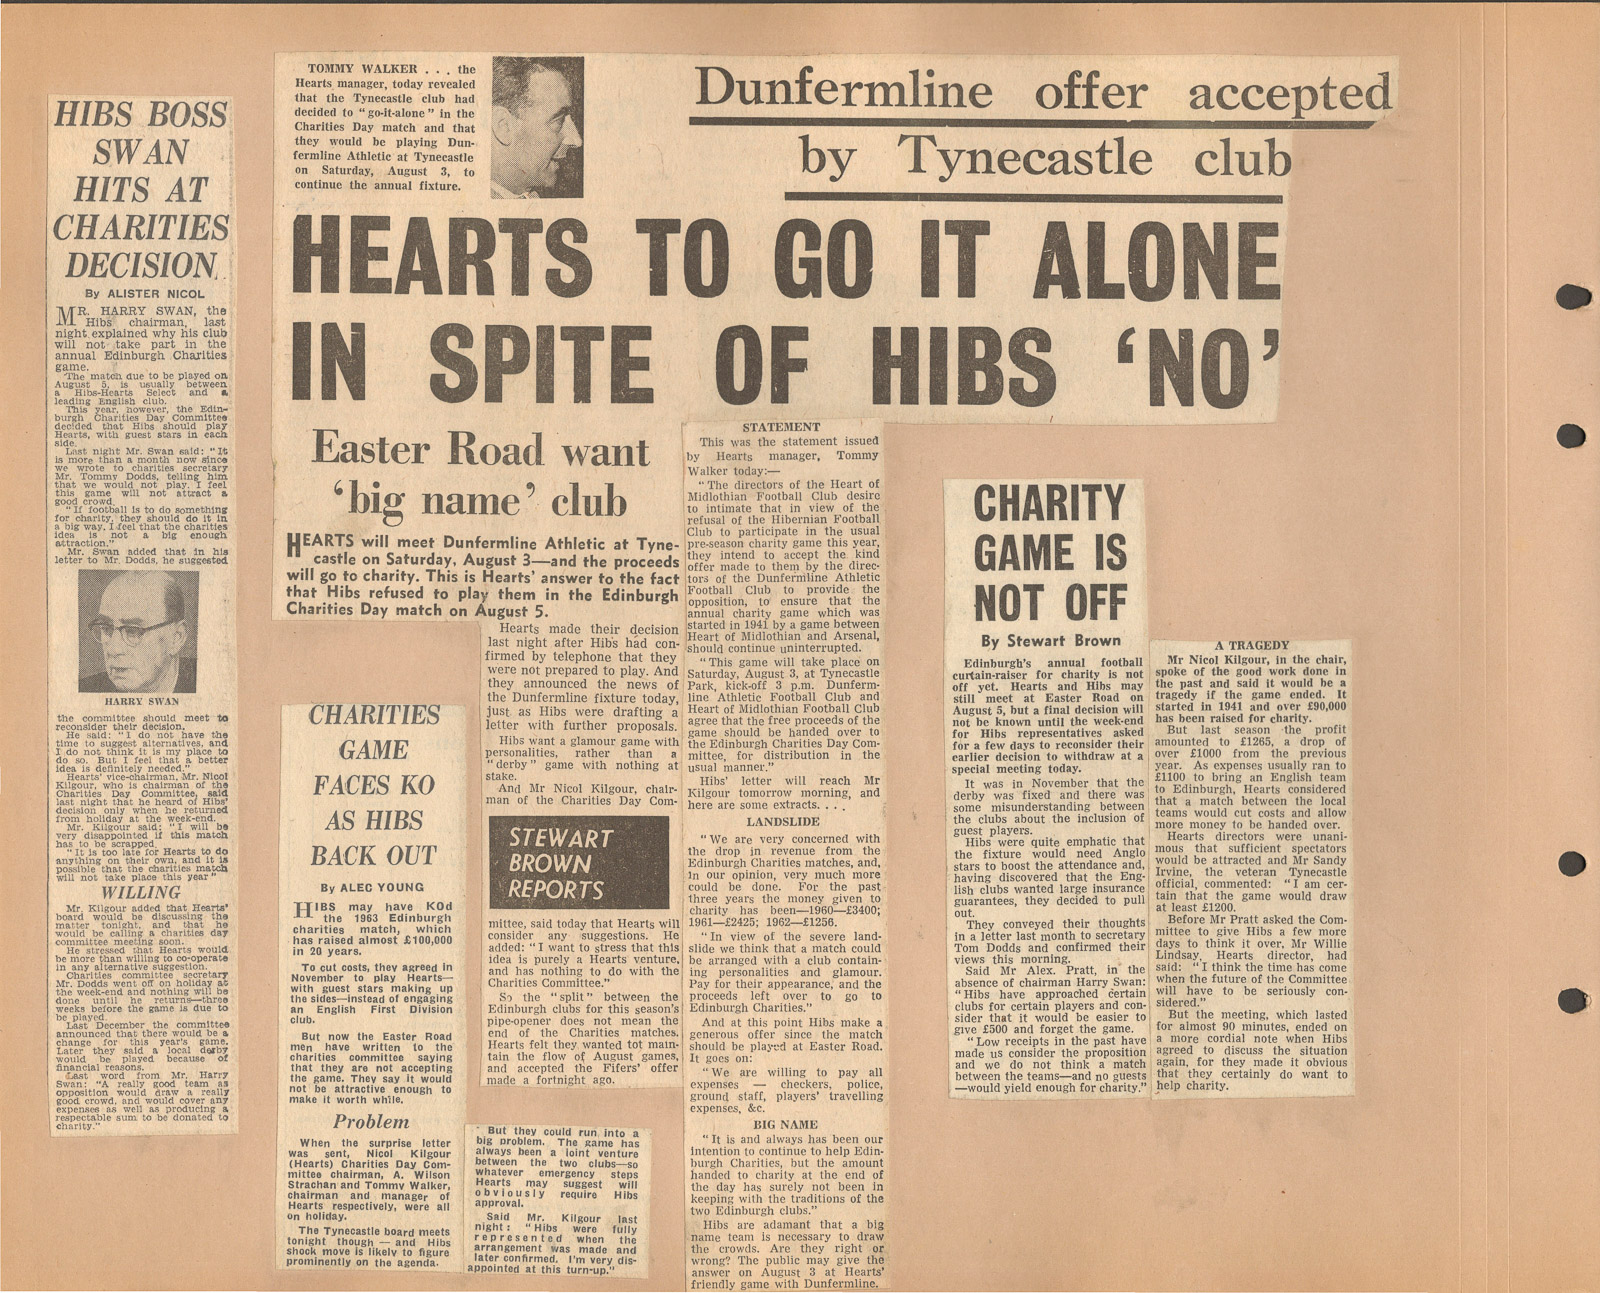 HIBS BOSS
SWAN
HITS AT
CHARITIES
DECISION
By ALISTER NICOL
MR. HARRY SWAN, the
Hibs chairman, last
night explained why his club
will not take part in the
annual Edinburgh Charities
game.
The match due to be played on
August 5, is usually between
a Hibs-Hearts Select and a
leading English club.
This year, however, the Edin-
burgh Charities Day Committee
decided that Hibs should play
Hearts, with guest stars in each
side.
Last night Mr. Swan said: "It
is more than a month now since
we wrote to charities secretary
Mr. Tommy Dodds, telling him
that we would not play. I feel
this game will not attract a
good crowd.
"If football is to do something
for charity, they should do it in
a big way. I feel that the charities
idea is not a big enough
attraction."
Mr. Swan added that in his
letter to Mr. Dodds, he suggested
HARRY SWAN
the committee should meet to
reconsider their decision.
He said: "I do not have the
time to suggest alternatives, and
I do not think it is my place to
do so. But I feel that a better
idea is definitely needed."
Hearts' vice-chairman, Mr. Nicol
Kilgour, who is chairman of the
Charities Day Committee, said
last night that he heard of Hibs'
decision only when he returned
from holiday at the week-end.
Mr. Kilgour said: "I will be
very disappointed if this match
has to be scrapped.
"It is too late for Hearts to do
anything on their own, and it is
possible that the charities match
will not take place this year"
WILLING
Mr. Kilgour added that Hearts'
board would be discussing the
matter tonight, and that he
would be calling a charities day
committee meeting soon.
He stressed that Hearts would
be more than willing to co-operate
in any alternative suggestion.
Charities committee secretary
Mr. Dodds went off on holiday at
the week-end and nothing will be
done until he returns—three
weeks before the game is due to
be played.
Last December the committee
announced that there would be a
change for this year's game.
Later they said a local derby
would be played because of
financial reasons.
Last word from Mr. Harry
Swan: "A really good team as
opposition would draw a really
good crowd, and would cover any
expenses as well as producing a
respectable sum to be donated to
charity."
TOMMY WALKER . . . the
Hearts manager, today revealed
that the Tynecastle club had
decided to "go-it-alone" in the
Charities Day match and that
they would be playing Dun-
fermline Athletic at Tynecastle
on Saturday, August 3, to
continue the annual fixture.
Dunfermline offer accepted
by Tynecastle club
HEARTS TO GO IT ALONE
IN SPITE OF HIBS 'NO'
Easter Road want
'big name' club
HEARTS will meet Dunfermline Athletic at Tyne-
castle on Saturday, August 3—and the proceeds
will go to charity. This is Hearts' answer to the fact
that Hibs refused to play them in the Edinburgh
Charities Day match on August 5.
Hearts made their decision
last night after Hibs had con-
firmed by telephone that they
were not prepared to play. And
they announced the news of
the Dunfermline fixture today,
just as Hibs were drafting a
letter with further proposals.
Hibs want a glamour game with
personalities, rather than a
"derby" game with nothing at
stake.
And Mr Nicol Kilgour, chair-
man of the Charities Day Com-
STEWART
BROWN
REPORTS
mittee, said today that Hearts will
consider any suggestions. He
added: "I want to stress that this
idea is purely a Hearts venture,
and has nothing to do with the
Charities Committee."
So the "split" between the
Edinburgh clubs for this season's
pipe-opener does not mean the
end of the Charities matches.
Hearts felt they wanted tot main-
tain the flow of August games,
and accepted the Fifers' offer
made a fortnight ago.
STATEMENT
This was the statement issued
by Hearts manager, Tommy
Walker today:—
"The directors of the Heart of
Midlothian Football Club desire
to intimate that in view of the
refusal of the Hibernian Football
Club to participate in the usual
pre-season charity game this year,
they intend to accept the kind
offer made to them by the direc-
tors of the Dunfermline Athletic
Football Club to provide the
opposition, to ensure that the
annual charity game which was
started in 1941 by a game between
Heart of Midlothian and Arsenal,
should continue uninterrupted.
"This game will take place on
Saturday, August 3, at Tynecastle
Park, kick-off 3 p.m. Dunferm-
line Athletic Football Club and
Heart of Midlothian Football Club
agree that the free proceeds of the
game should be handed over to
the Edinburgh Charities Day Com-
mittee, for distribution in the
usual manner."
Hibs' letter will reach Mr
Kilgour tomorrow morning, and
here are some extracts. . . .
LANDSLIDE
"We are very concerned with
the drop in revenue from the
Edinburgh Charities matches, and,
in our opinion, very much more
could be done. For the past
three years the money given to
charity has been—1960—£3400;
1961—£2425; 1962—£1256.
"In view of the severe land-
slide we think that a match could
be arranged with a club contain-
ing personalities and glamour.
Pay for their appearance, and the
proceeds left over to go to
Edinburgh Charities."
And at this point Hibs make a
generous offer since the match
should be played at Easter Road.
It goes on:
"We are willing to pay all
expenses — checkers, police,
ground staff, players' travelling
expenses, &c.
BIG NAME
"It is and always has been our
intention to continue to help Edin-
burgh Charities, but the amount
handed to charity at the end of
the day has surely not been in
keeping with the traditions of the
two Edinburgh clubs."
Hibs are adamant that a big
name team is necessary to draw
the crowds. Are they right or
wrong? The public may give the
answer on August 3 at Hearts'
friendly game with Dunfermline.
CHARITIES
GAME
FACES KO
AS HIBS
BACK OUT
By ALEC YOUNG
HIBS may have KOd
the 1963 Edinburgh
charities match, which
has raised almost £100,000
in 20 years.
To cut costs, they agreed in
November to play Hearts—
with guest stars making up
the sides—instead of engaging
an English First Division
club.
But now the Easter Road
men have written to the
charities committee saying
that they are not accepting
the game. They say it would
not be attractive enough to
make it worth while.
Problem
When the surprise letter
was sent, Nicol Kilgour
(Hearts) Charities Day Com-
mittee chairman, A. Wilson
Strachan and Tommy Walker,
chairman and manager of
Hearts respectively, were all
on holiday.
The Tynecastle board meets
tonight though — and Hibs
shock move is likely to figure
prominently on the agenda.
But they could run into a
big problem. The game has
always been a joint venture
between the two clubs—so
whatever emergency steps
Hearts may suggest will
obviously require Hibs
approval.
Said Mr. Kilgour last
night: "Hibs were fully
represented when the
arrangement was made and
later confirmed. I'm very dis-
appointed at this turn-up."
CHARITY
GAME IS
NOT OFF
By Stewart Brown
Edinburgh's annual football
curtain-raiser for charity is not
off yet. Hearts and Hibs may
still meet at Easter Road on
August 5, but a final decision will
not be known until the week-end
for Hibs representatives asked
for a few days to reconsider their
earlier decision to withdraw at a
special meeting today.
It was in November that the
derby was fixed and there was
some misunderstanding between
the clubs about the inclusion of
guest players.
Hibs were quite emphatic that
the fixture would need Anglo
stars to boost the attendance and,
having discovered that the Eng-
lish clubs wanted large insurance
guarantees, they decided to pull
out.
They conveyed their thoughts
in a letter last month to secretary
Tom Dodds and confirmed their
views this morning.
Said Mr Alex. Pratt, in the
absence of chairman Harry Swan:
"Hibs have approached certain
clubs for certain players and con-
sider that it would be easier to
give £500 and forget the game.
"Low receipts in the past have
made us consider the proposition
and we do not think a match
between the teams—and no guests
—would yield enough for charity."
A TRAGEDY
Mr Nicol Kilgour, in the chair,
spoke of the good work done in
the past and said it would be a
tragedy if the game ended. It
started in 1941 and over £90,000
has been raised for charity.
But last season the profit
amounted to £1265, a drop of
over £1000 from the previous
year. As expenses usually ran to
£1100 to bring an English team
to Edinburgh, Hearts considered
that a match between the local
teams would cut costs and allow
more money to be handed over.
Hearts directors were unani-
mous that sufficient spectators
would be attracted and Mr Sandy
Irvine, the veteran Tynecastle
official, commented: "I am cer-
tain that the game would draw
at least £1200.
Before Mr Pratt asked the Com-
mittee to give Hibs a few more
days to think it over, Mr Willie
Lindsay, Hearts director, had
said: "I think the time has come
when the future of the Committee
will have to be seriously con-
sidered."
But the meeting, which lasted
for almost 90 minutes, ended on
a more cordial note when Hibs
agreed to discuss the situation
again, for they made it obvious
that they certainly do want to
help charity.